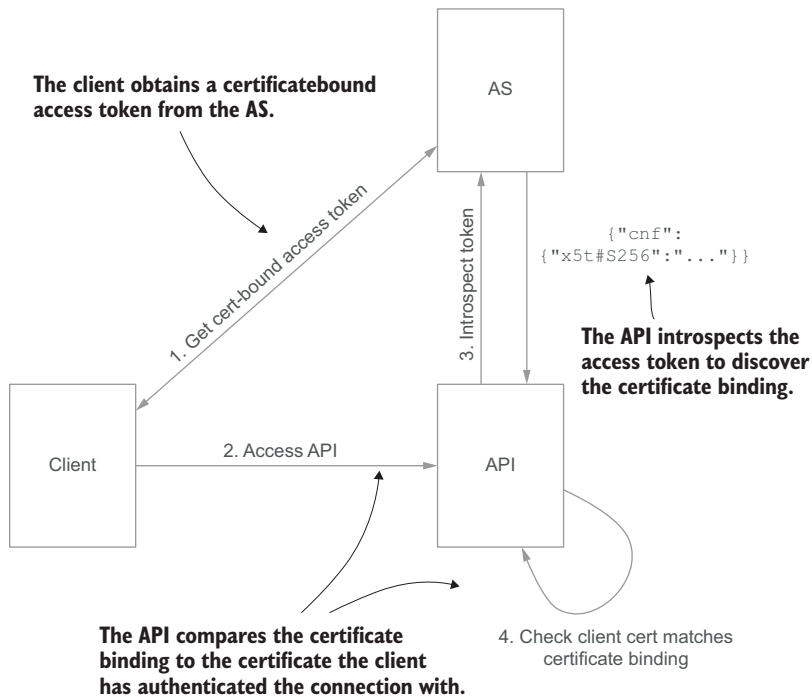 The client obtains a certificatebound
access token from the AS.
AS
1. Get cert-bound access token
3. Introspect token
{"cnf":
{"x5t#S256":"..."}}
The API introspects the
access token to discover
the certificate binding.
Client
2. Access API
API
The API compares the certificate
binding to the certificate the client
has authenticated the connection with.
4. Check client cert matches
certificate binding